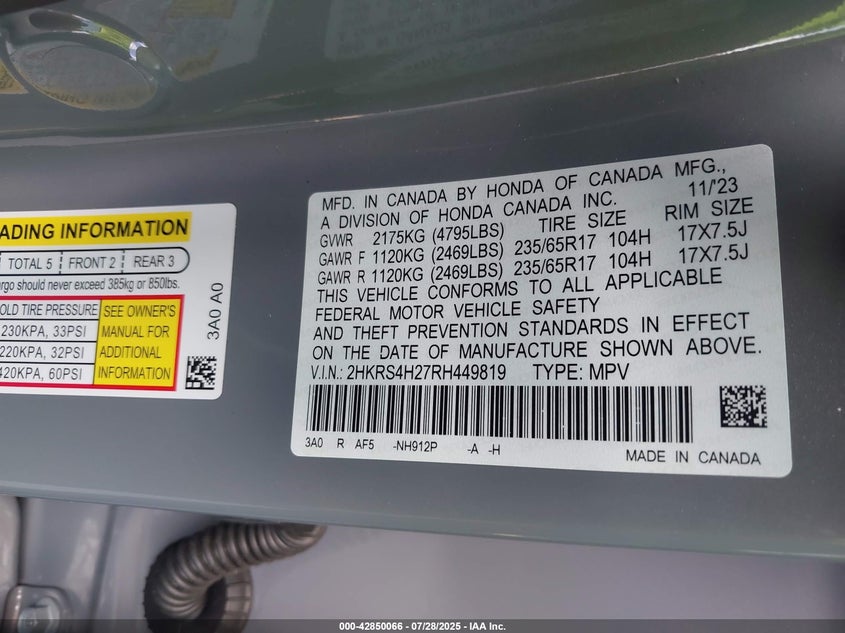 ADING INFORMATION
TOTAL 5 FRONT 2 REAR 3
rgo should never exceed 385kg or 850lbs.
OLD TIRE PRESSURE
230KPA, 33PSI
220KPA, 32PSI
420KPA, 60PSI
SEE OWNER'S
MANUAL FOR
ADDITIONAL
INFORMATION
3A0 A0
MFD. IN CANADA BY HONDA OF CANADA MFG.,
A DIVISION OF HONDA CANADA INC. 11/'23
GVWR 2175KG (4795LBS) TIRE SIZE RIM SIZE
GAWR F 1120KG (2469LBS) 235/65R17 104H 17X7.5J
GAWR R 1120KG (2469LBS) 235/65R17 104H 17X7.5J
THIS VEHICLE CONFORMS TO ALL APPLICABLE
FEDERAL MOTOR VEHICLE SAFETY
AND THEFT PREVENTION STANDARDS IN EFFECT
ON THE DATE OF MANUFACTURE SHOWN ABOVE.
V.I.N.: 2HKRS4H27RH449819 TYPE: MPV
3A0 R AF5 -NH912P -A -H
MADE IN CANADA
000-42850066 - 07/28/2025 - IAA Inc.